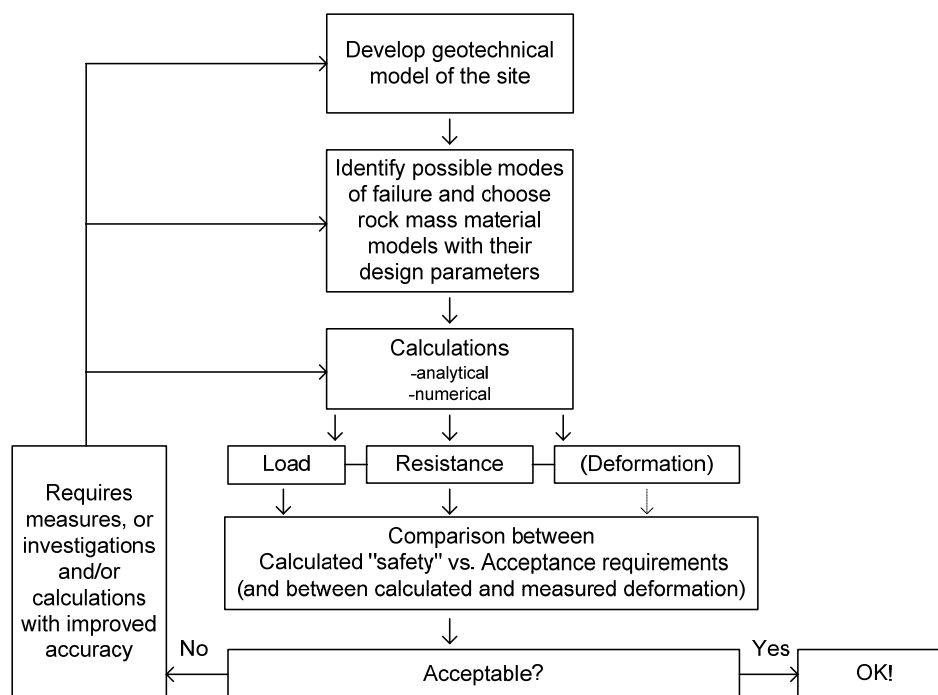 Develop geotechnical
model of the site
Identify possible modes
of failure and choose
rock mass material
models with their
design parameters
Calculations
-analytical
-numerical
Load
Resistance
(Deformation)
Requires
measures, or
investigations
and/or
calculations
with improved
accuracy
Comparison between
Calculated "safety" vs. Acceptance requirements
(and between calculated and measured deformation)
No
Acceptable?
Yes
OK!